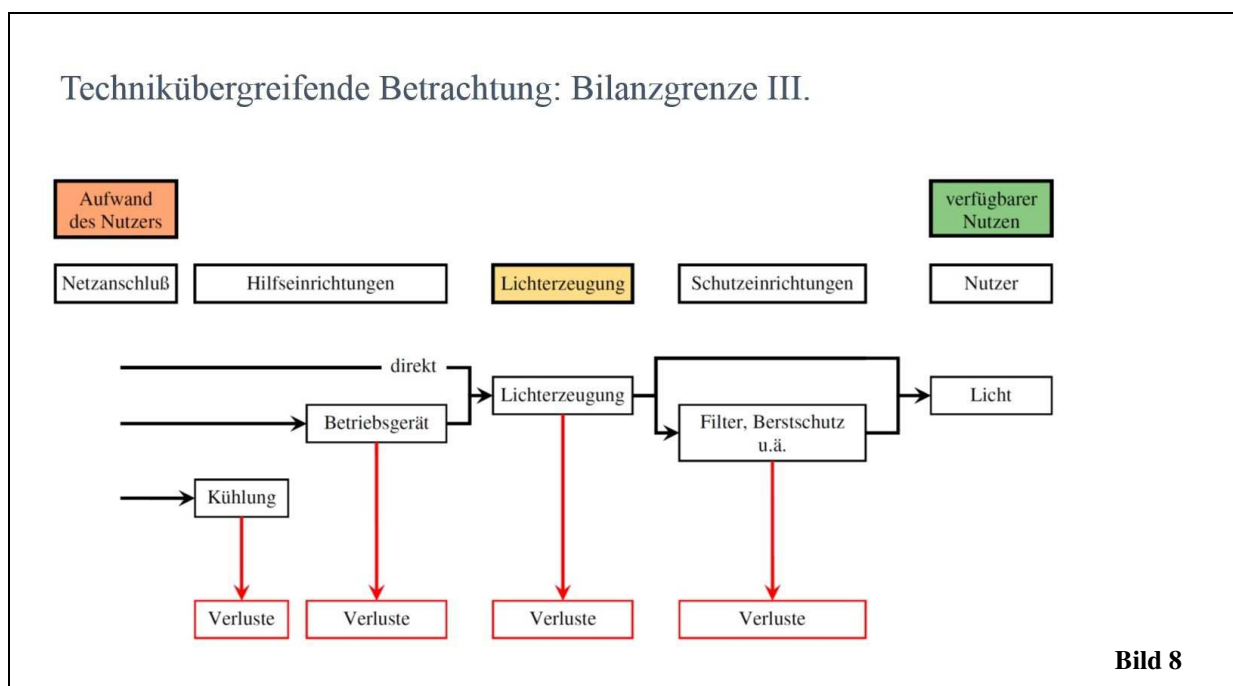 Technikübergreifende Betrachtung: Bilanzgrenze III.
Aufwand
des Nutzers
verfügbarer
Nutzen
Netzanschluß
Hilfseinrichtungen
Lichterzeugung
Schutzeinrichtungen
Nutzer
direkt
Lichterzeugung
Licht
Betriebsgerät
Filter, Berstschutz
u.ä.
Kühlung
Verluste
Verluste
Verluste
Verluste
Bild 8